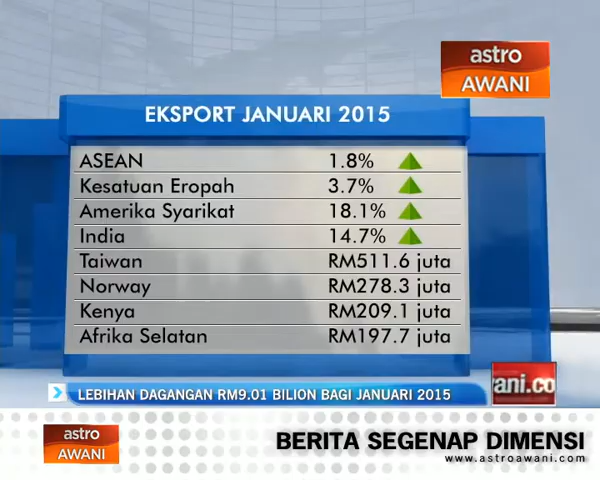 astro
AWANI
EKSPORT JANUARI 2015
ASEAN 1.8%
Kesatuan Eropah 3.7%
Amerika Syarikat 18.1%
India 14.7%
Taiwan RM511.6 juta
Norway RM278.3 juta
Kenya RM209.1 juta
Afrika Selatan RM197.7 juta
ani.co
LEBIHAN DAGANGAN RM9.01 BILION BAGI JANUARI 2015
astro
AWANI
BERITA SEGENAP DIMENSI
www.astroawani.com